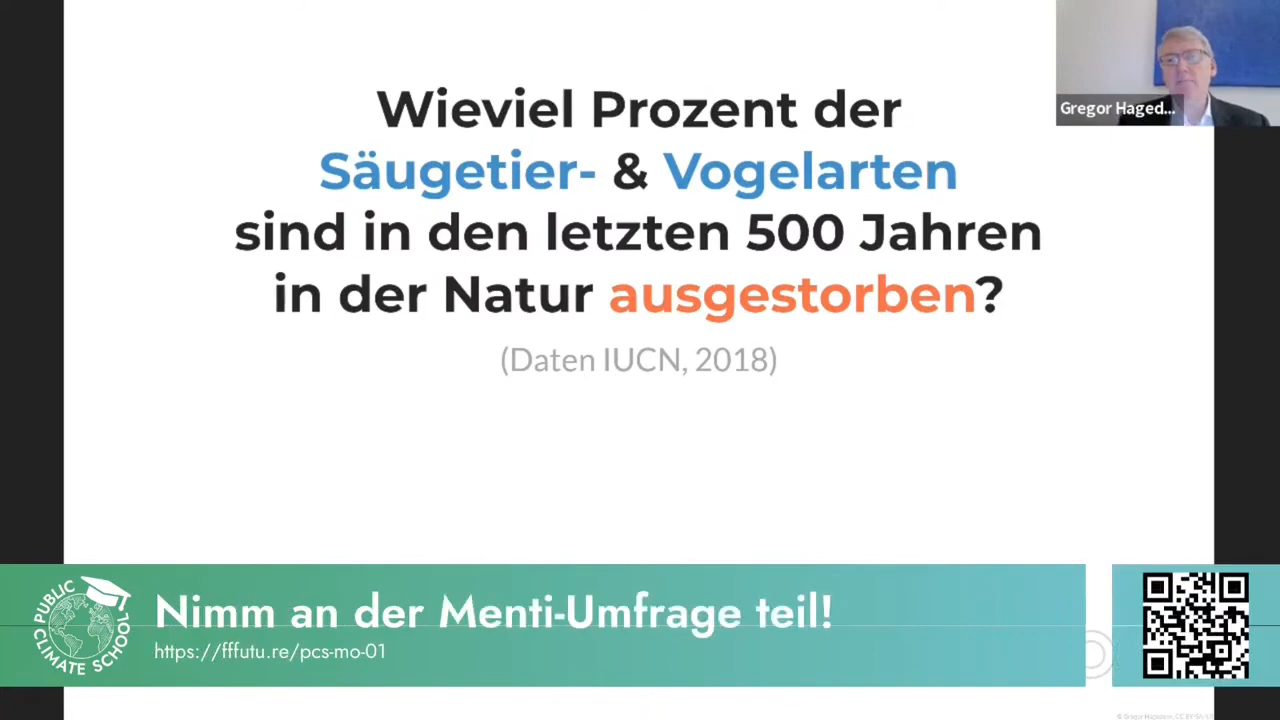 Wieviel Prozent der
Säugetier- & Vogelarten
sind in den letzten 500 Jahren
in der Natur ausgestorben?
(Daten IUCN, 2018)
Gregor Haged...
PUBLIC
CLIMATE SCHOOL
Nimm an der Menti-Umfrage teil!
https://fffutu.re/pcs-mo-01